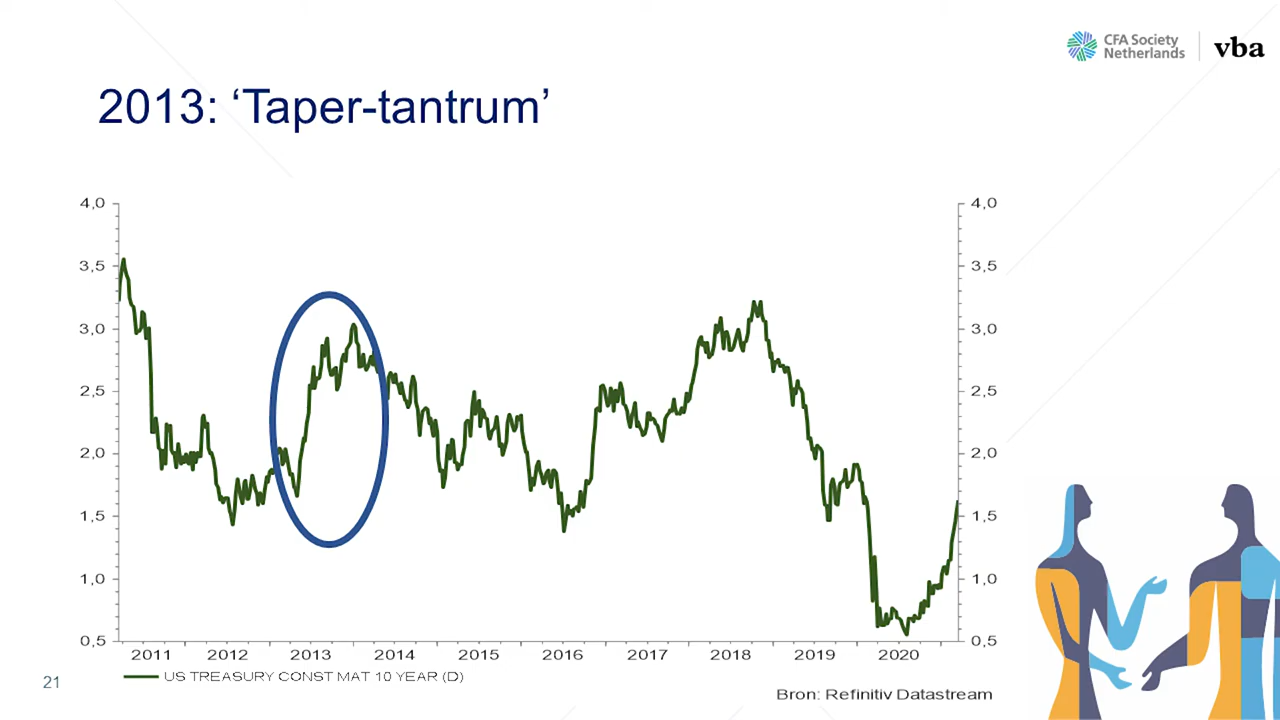 CFA Society
Netherlands
vba
2013: ‘Taper-tantrum’
4,0 4,0
3,5 3,5
3,0 3,0
2,5 2,5
2,0 2,0
1,5 1,5
1,0 1,0
0,5 0,5
2011 2012 2013 2014 2015 2016 2017 2018 2019 2020
US TREASURY CONST MAT 10 YEAR (D)
Bron: Refinitiv Datastream
21